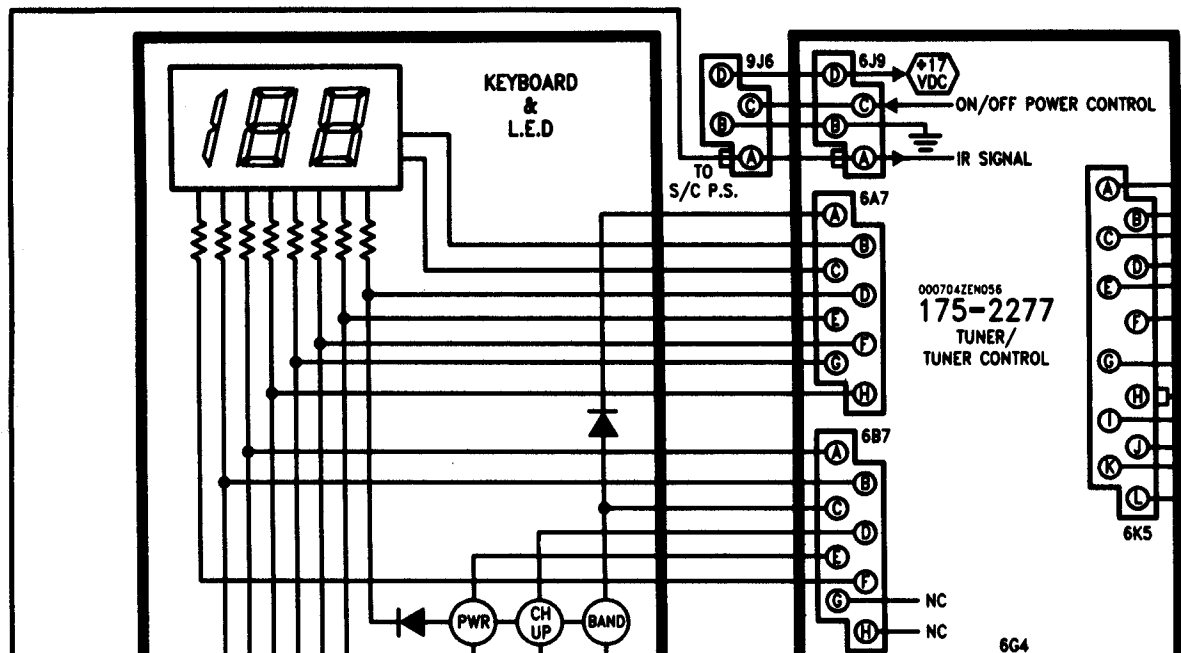 KEYBOARD
&
L.E.D
188
9J6
D
C
B
A
TO
S/C P.S.
6J9
D
C
B
A
+17
VDC
ON/OFF POWER CONTROL
IR SIGNAL
6A7
A
B
C
D
E
F
G
H
000704ZEN056
175-2277
TUNER/
TUNER CONTROL
A
B
C
D
E
F
G
H
I
J
K
L
6K5
6B7
A
B
C
D
E
F
G
H
NC
NC
PWR
CH
UP
BAND
6G4